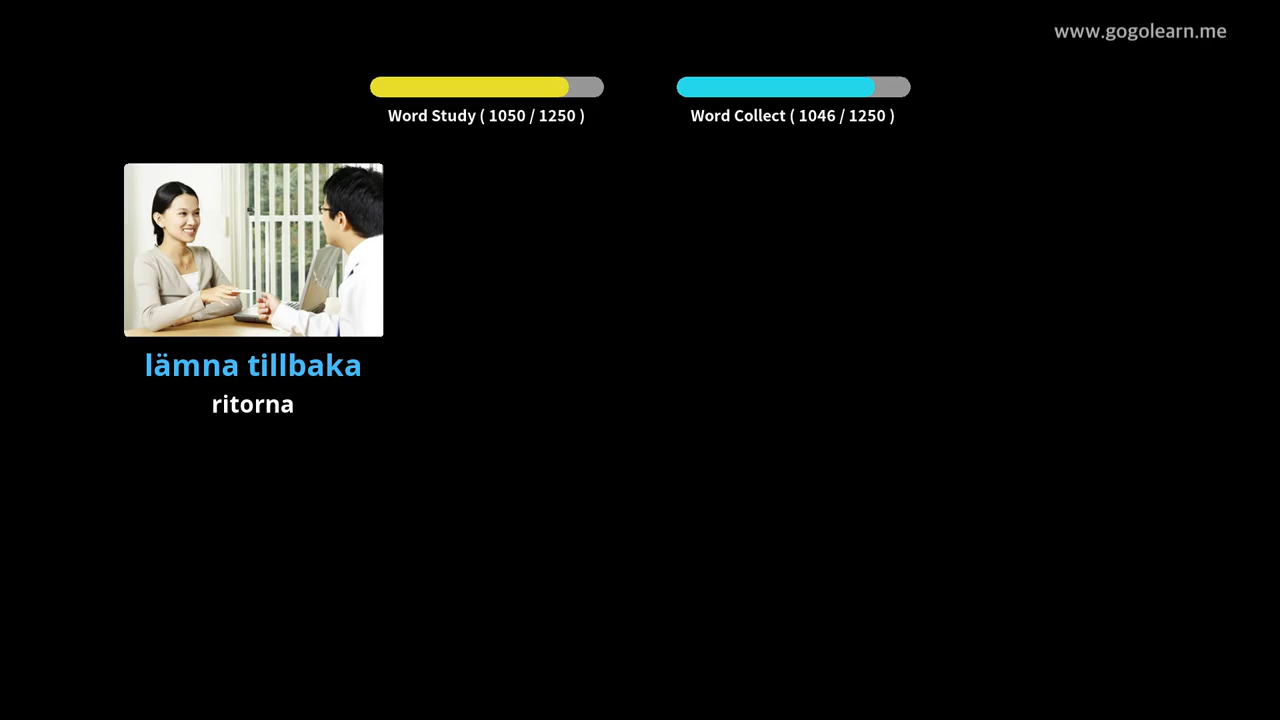 www.gogolearn.me
Word Study ( 1050 / 1250 )
Word Collect ( 1046 / 1250 )
lämna tillbaka
ritorna